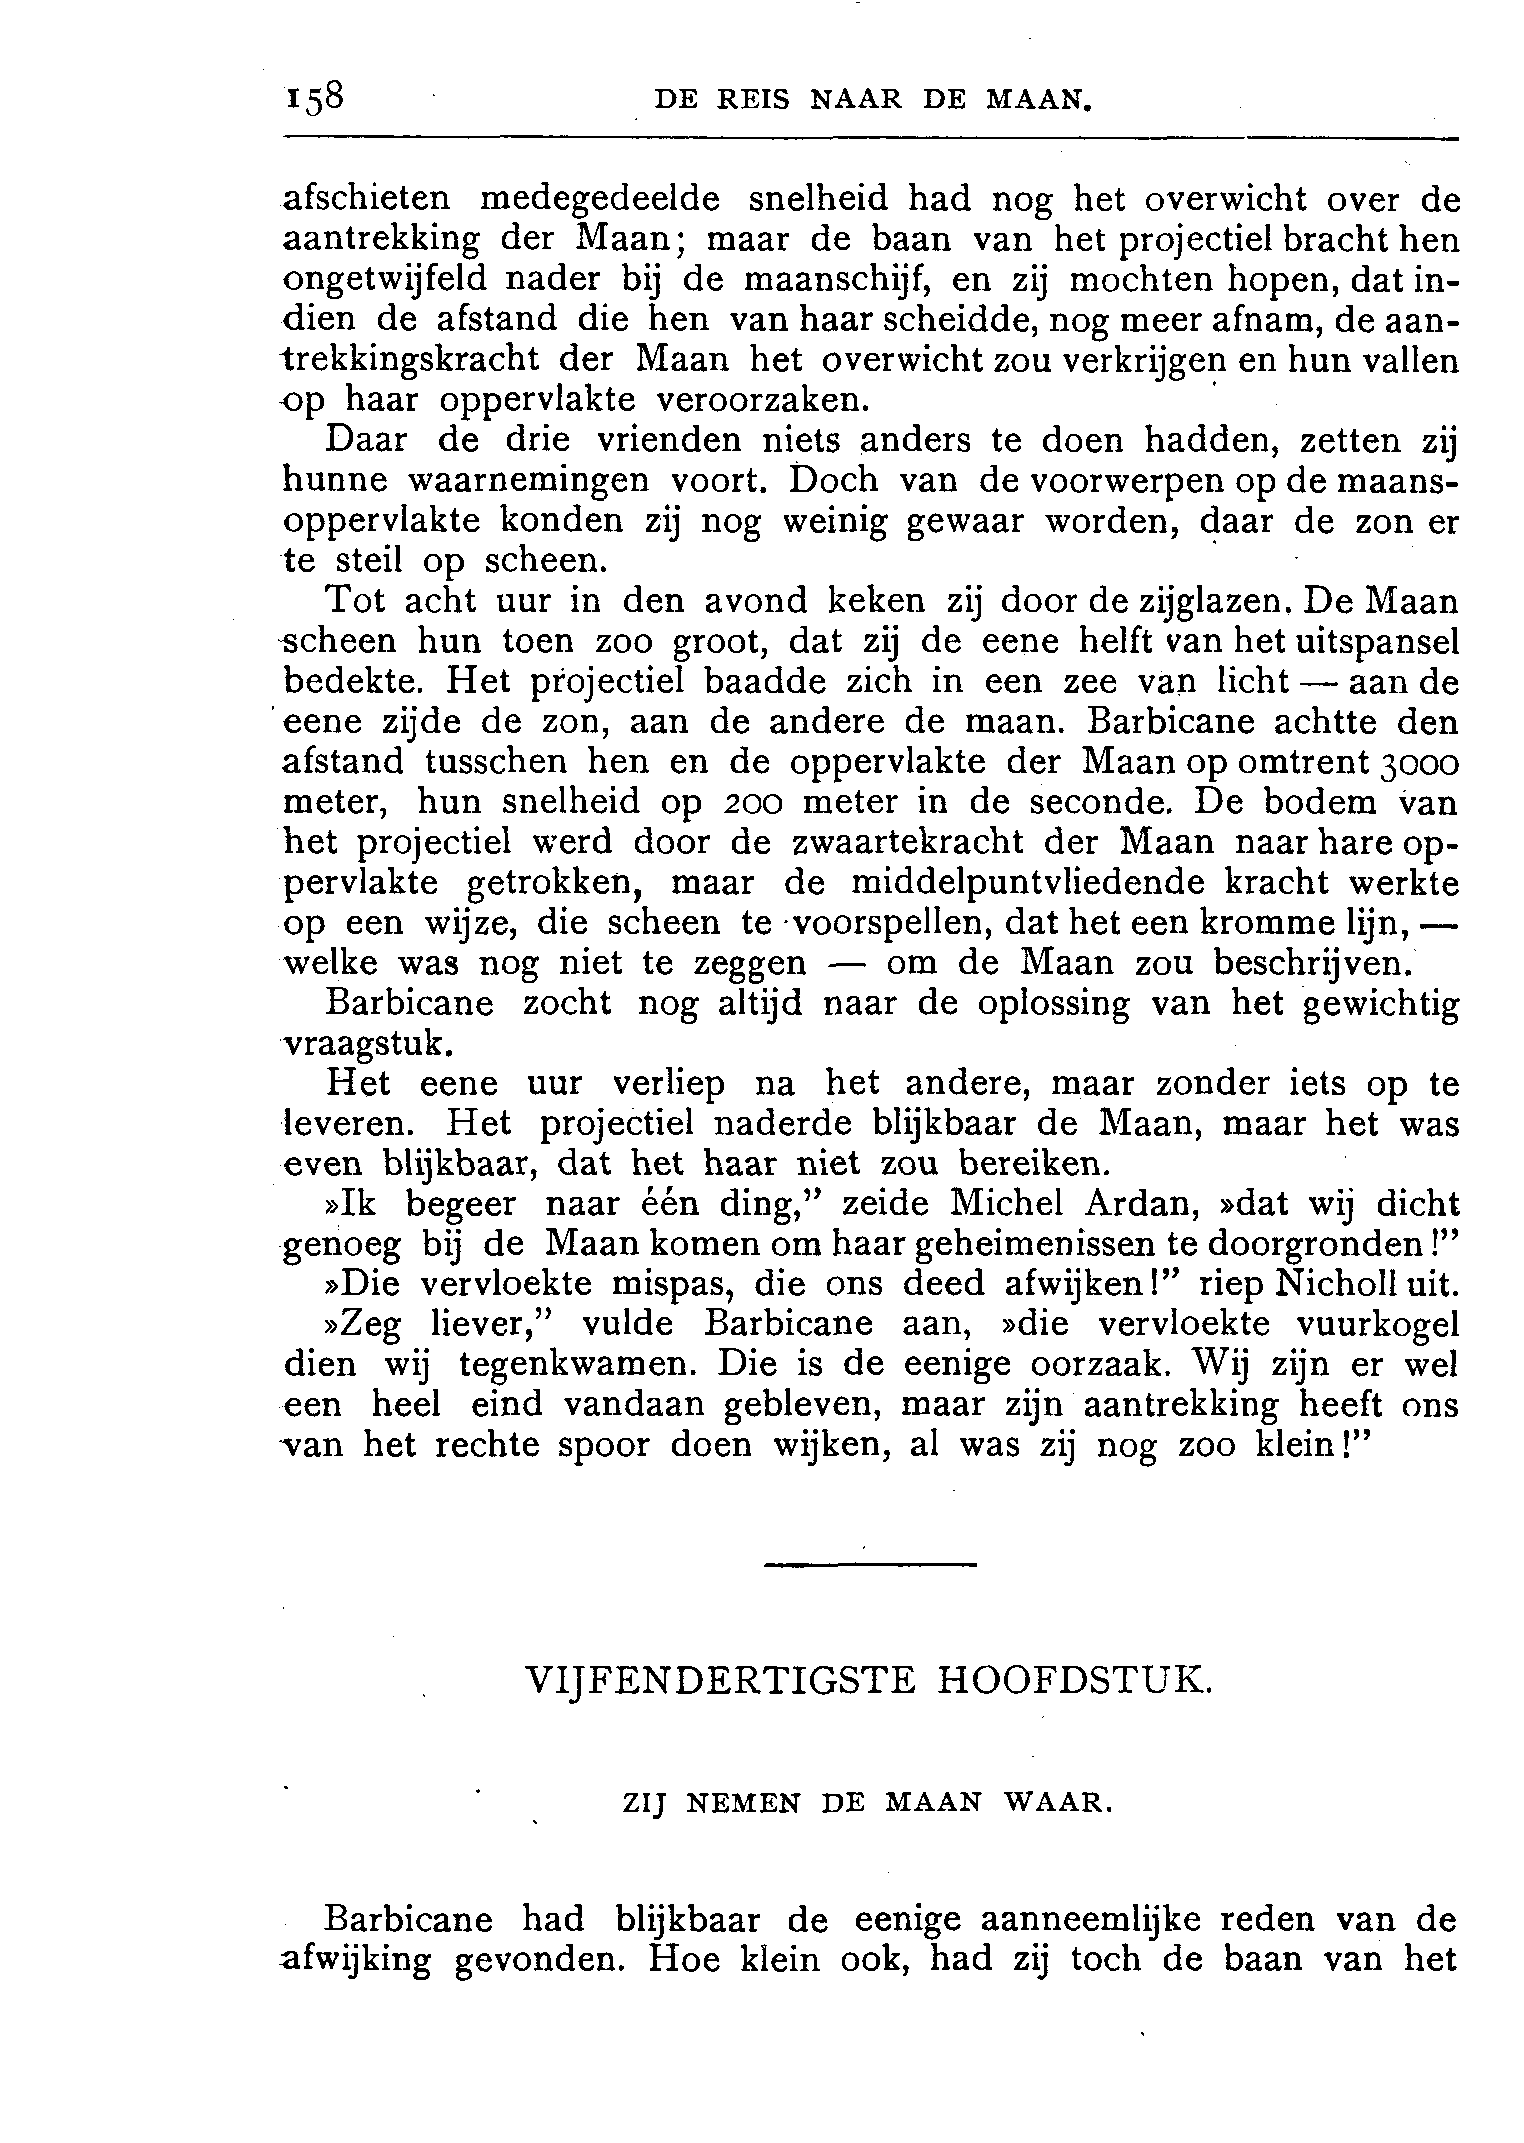 158 DE REIS NAAR DE MAAN.
afschieten medegedeelde snelheid had nog het overwicht over de
aantrekking der Maan; maar de baan van het projectiel bracht hen
ongetwijfeld nader bij de maanschijf, en zij mochten hopen, dat in-
dien de afstand die hen van haar scheidde, nog meer afnam, de aan-
trekkingskracht der Maan het overwicht zou verkrijgen en hun vallen
op haar oppervlakte veroorzaken.
Daar de drie vrienden niets anders te doen hadden, zetten zij
hunne waarnemingen voort. Doch van de voorwerpen op de maans-
oppervlakte konden zij nog weinig gewaar worden, daar de zon er
te steil op scheen.
Tot acht uur in den avond keken zij door de zijglazen. De Maan
scheen hun toen zoo groot, dat zij de eene helft van het uitspansel
bedekte. Het projectiel baadde zich in een zee van licht — aan de
eene zijde de zon, aan de andere de maan. Barbicane achtte den
afstand tusschen hen en de oppervlakte der Maan op omtrent 3000
meter, hun snelheid op 200 meter in de seconde. De bodem van
het projectiel werd door de zwaartekracht der Maan naar hare op-
pervlakte getrokken, maar de middelpuntvliedende kracht werkte
op een wijze, die scheen te voorspellen, dat het een kromme lijn, —
welke was nog niet te zeggen — om de Maan zou beschrijven.
Barbicane zocht nog altijd naar de oplossing van het gewichtig
vraagstuk.
Het eene uur verliep na het andere, maar zonder iets op te
leveren. Het projectiel naderde blijkbaar de Maan, maar het was
even blijkbaar, dat het haar niet zou bereiken.
»Ik begeer naar één ding,” zeide Michel Ardan, »dat wij dicht
genoeg bij de Maan komen om haar geheimenissen te doorgronden!”
»Die vervloekte mispas, die ons deed afwijken!” riep Nicholl uit.
»Zeg liever,” vulde Barbicane aan, »die vervloekte vuurkogel
dien wij tegenkwamen. Die is de eenige oorzaak. Wij zijn er wel
een heel eind vandaan gebleven, maar zijn aantrekking heeft ons
van het rechte spoor doen wijken, al was zij nog zoo klein!”
VIJFENDERTIGSTE HOOFDSTUK.
ZIJ NEMEN DE MAAN WAAR.
Barbicane had blijkbaar de eenige aanneemlijke reden van de
afwijking gevonden. Hoe klein ook, had zij toch de baan van het